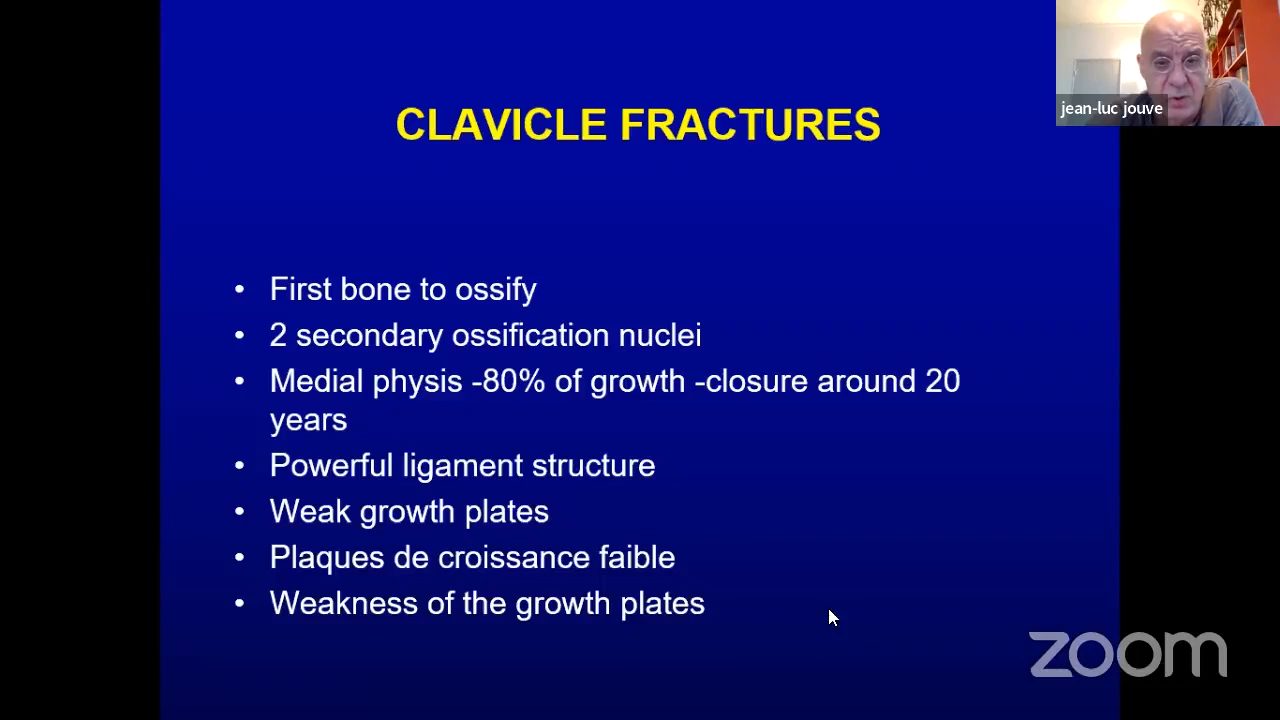 jean-luc jouve
CLAVICLE FRACTURES
• First bone to ossify
• 2 secondary ossification nuclei
• Medial physis -80% of growth -closure around 20
years
• Powerful ligament structure
• Weak growth plates
• Plaques de croissance faible
• Weakness of the growth plates
zoom